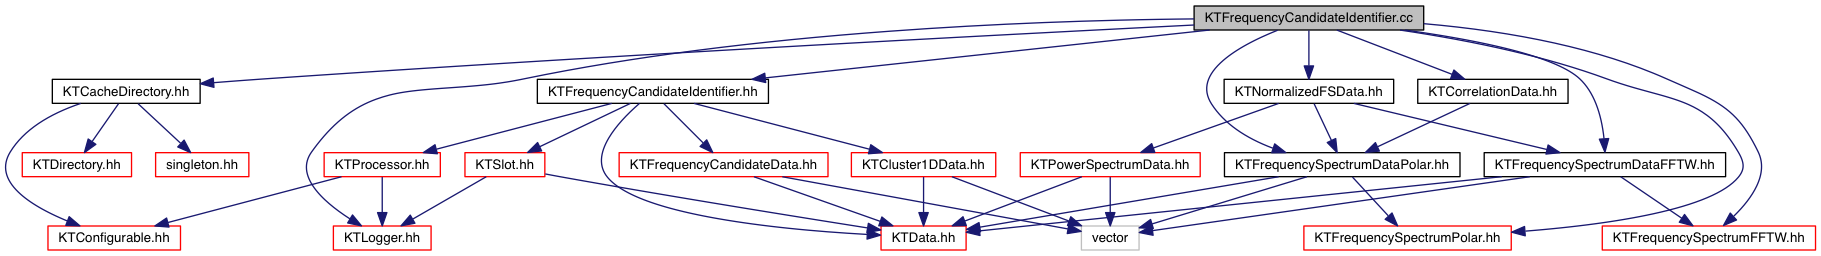 KTFrequencyCandidateIdentifier.cc
KTCacheDirectory.hh
KTFrequencyCandidateIdentifier.hh
KTNormalizedFSData.hh
KTCorrelationData.hh
KTDirectory.hh
singleton.hh
KTProcessor.hh
KTSlot.hh
KTFrequencyCandidateData.hh
KTCluster1DData.hh
KTPowerSpectrumData.hh
KTFrequencySpectrumDataPolar.hh
KTFrequencySpectrumDataFFTW.hh
KTConfigurable.hh
KTLogger.hh
KTData.hh
vector
KTFrequencySpectrumPolar.hh
KTFrequencySpectrumFFTW.hh